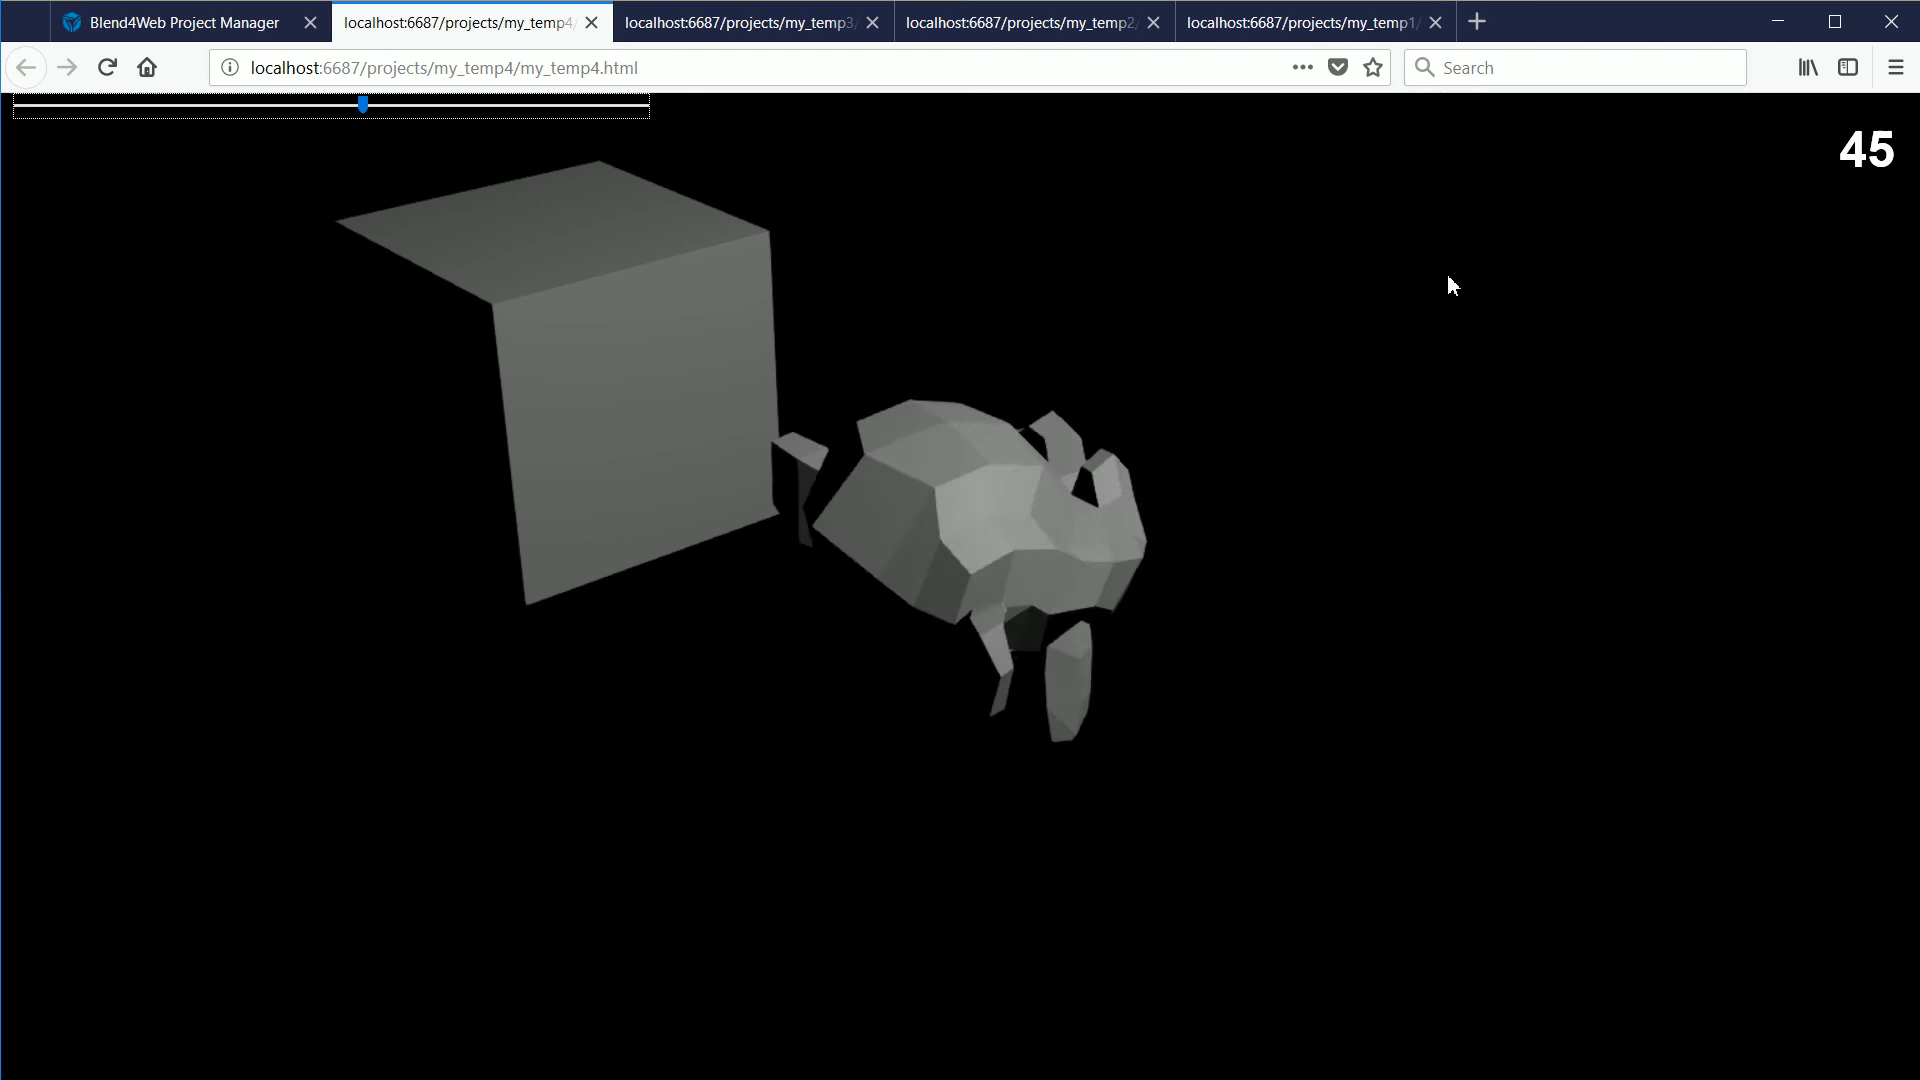 Blend4Web Project Manager
localhost:6687/projects/my_temp4/
localhost:6687/projects/my_temp3/
localhost:6687/projects/my_temp2/
localhost:6687/projects/my_temp1/
localhost:6687/projects/my_temp4/my_temp4.html
Search
45